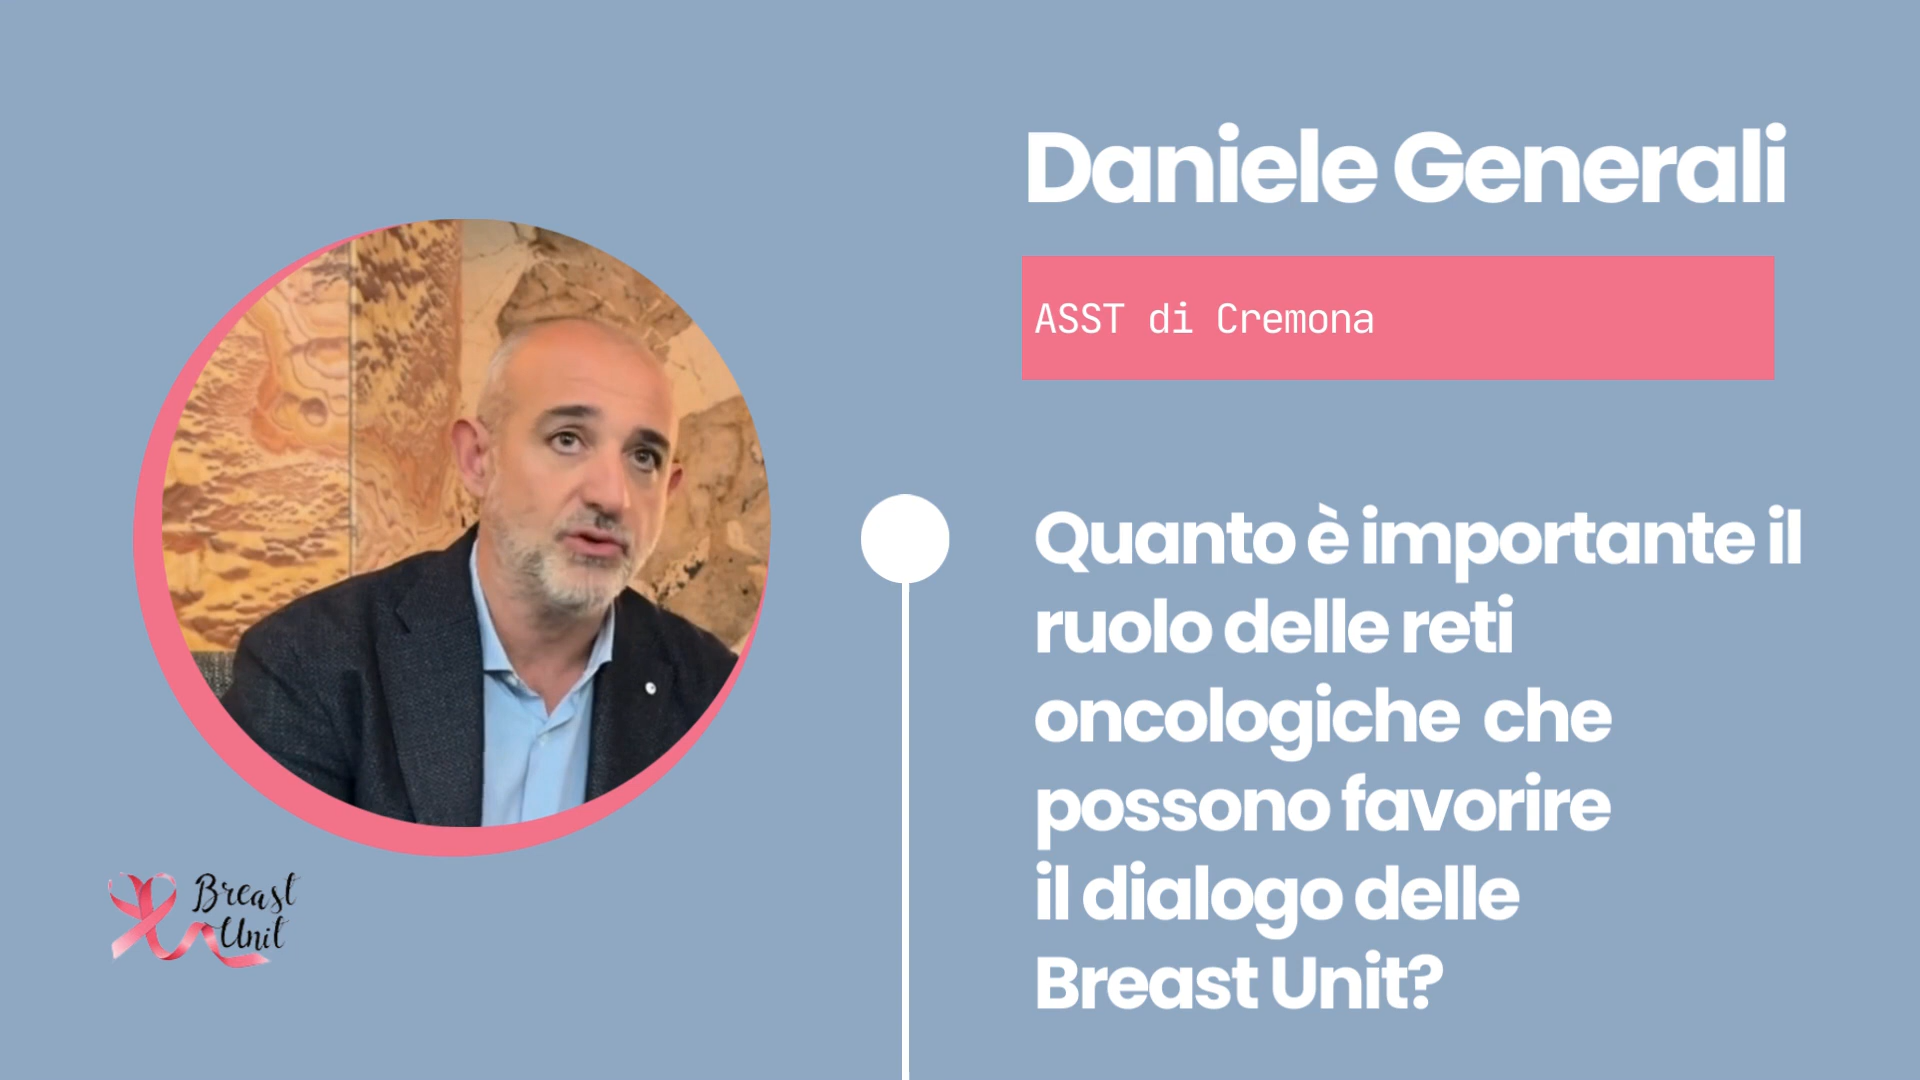 Daniele Generali
ASST di Cremona
Quanto è importante il
ruolo delle reti
oncologiche che
possono favorire
il dialogo delle
Breast Unit?
Breast
Unit